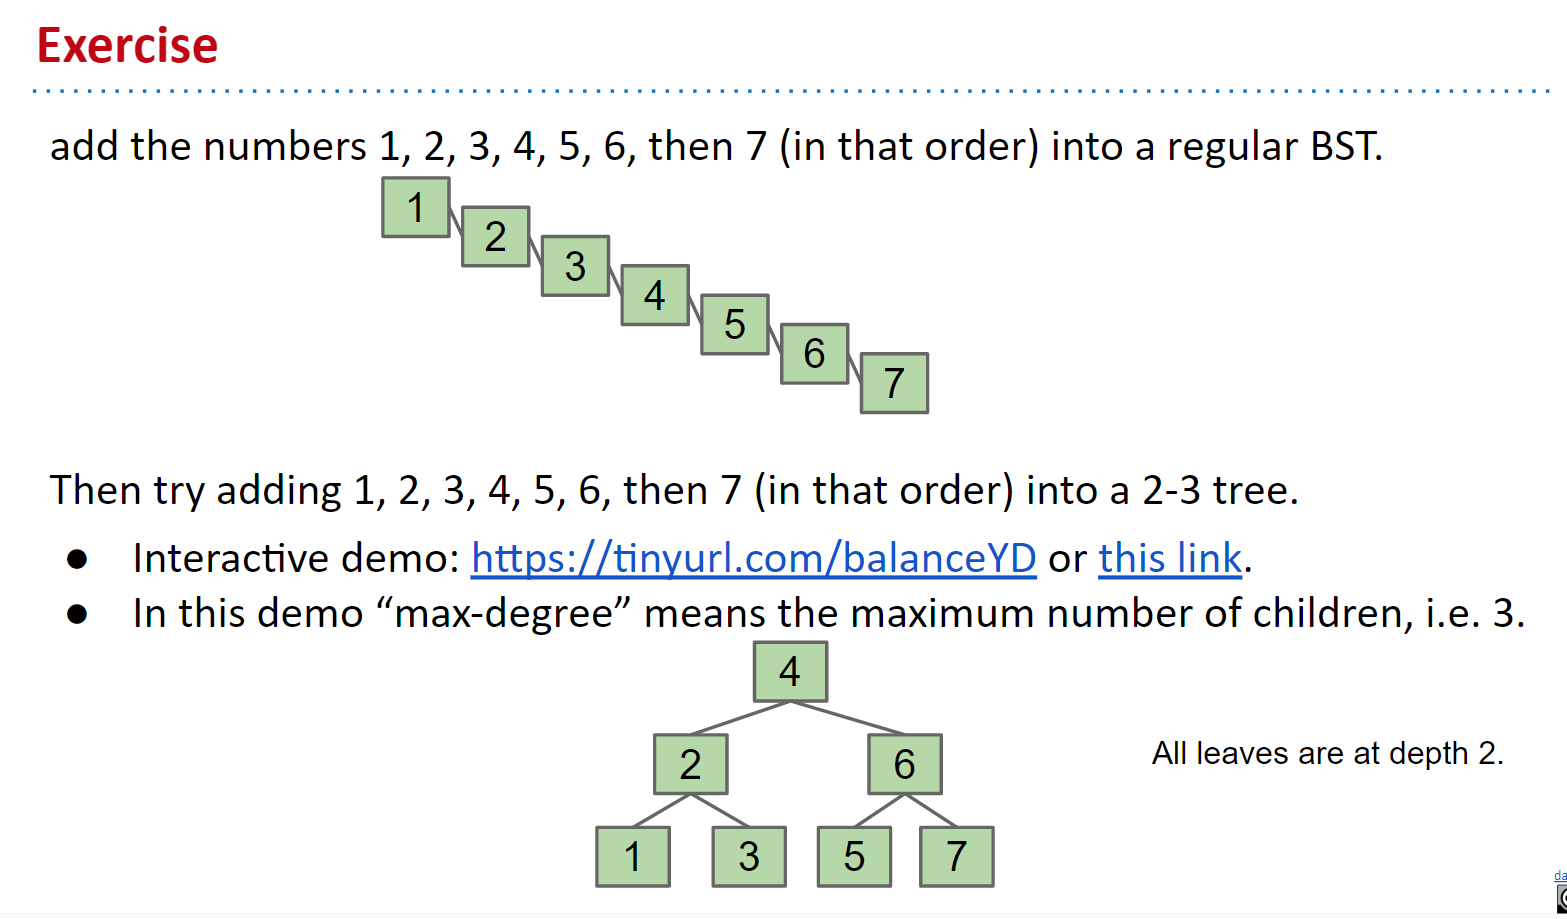 Exercise
add the numbers 1, 2, 3, 4, 5, 6, then 7 (in that order) into a regular BST.
1
2
3
4
5
6
7
Then try adding 1, 2, 3, 4, 5, 6, then 7 (in that order) into a 2-3 tree.
● Interactive demo: https://tinyurl.com/balanceYD or this link.
● In this demo “max-degree” means the maximum number of children, i.e. 3.
4
2 6
All leaves are at depth 2.
1 3 5 7